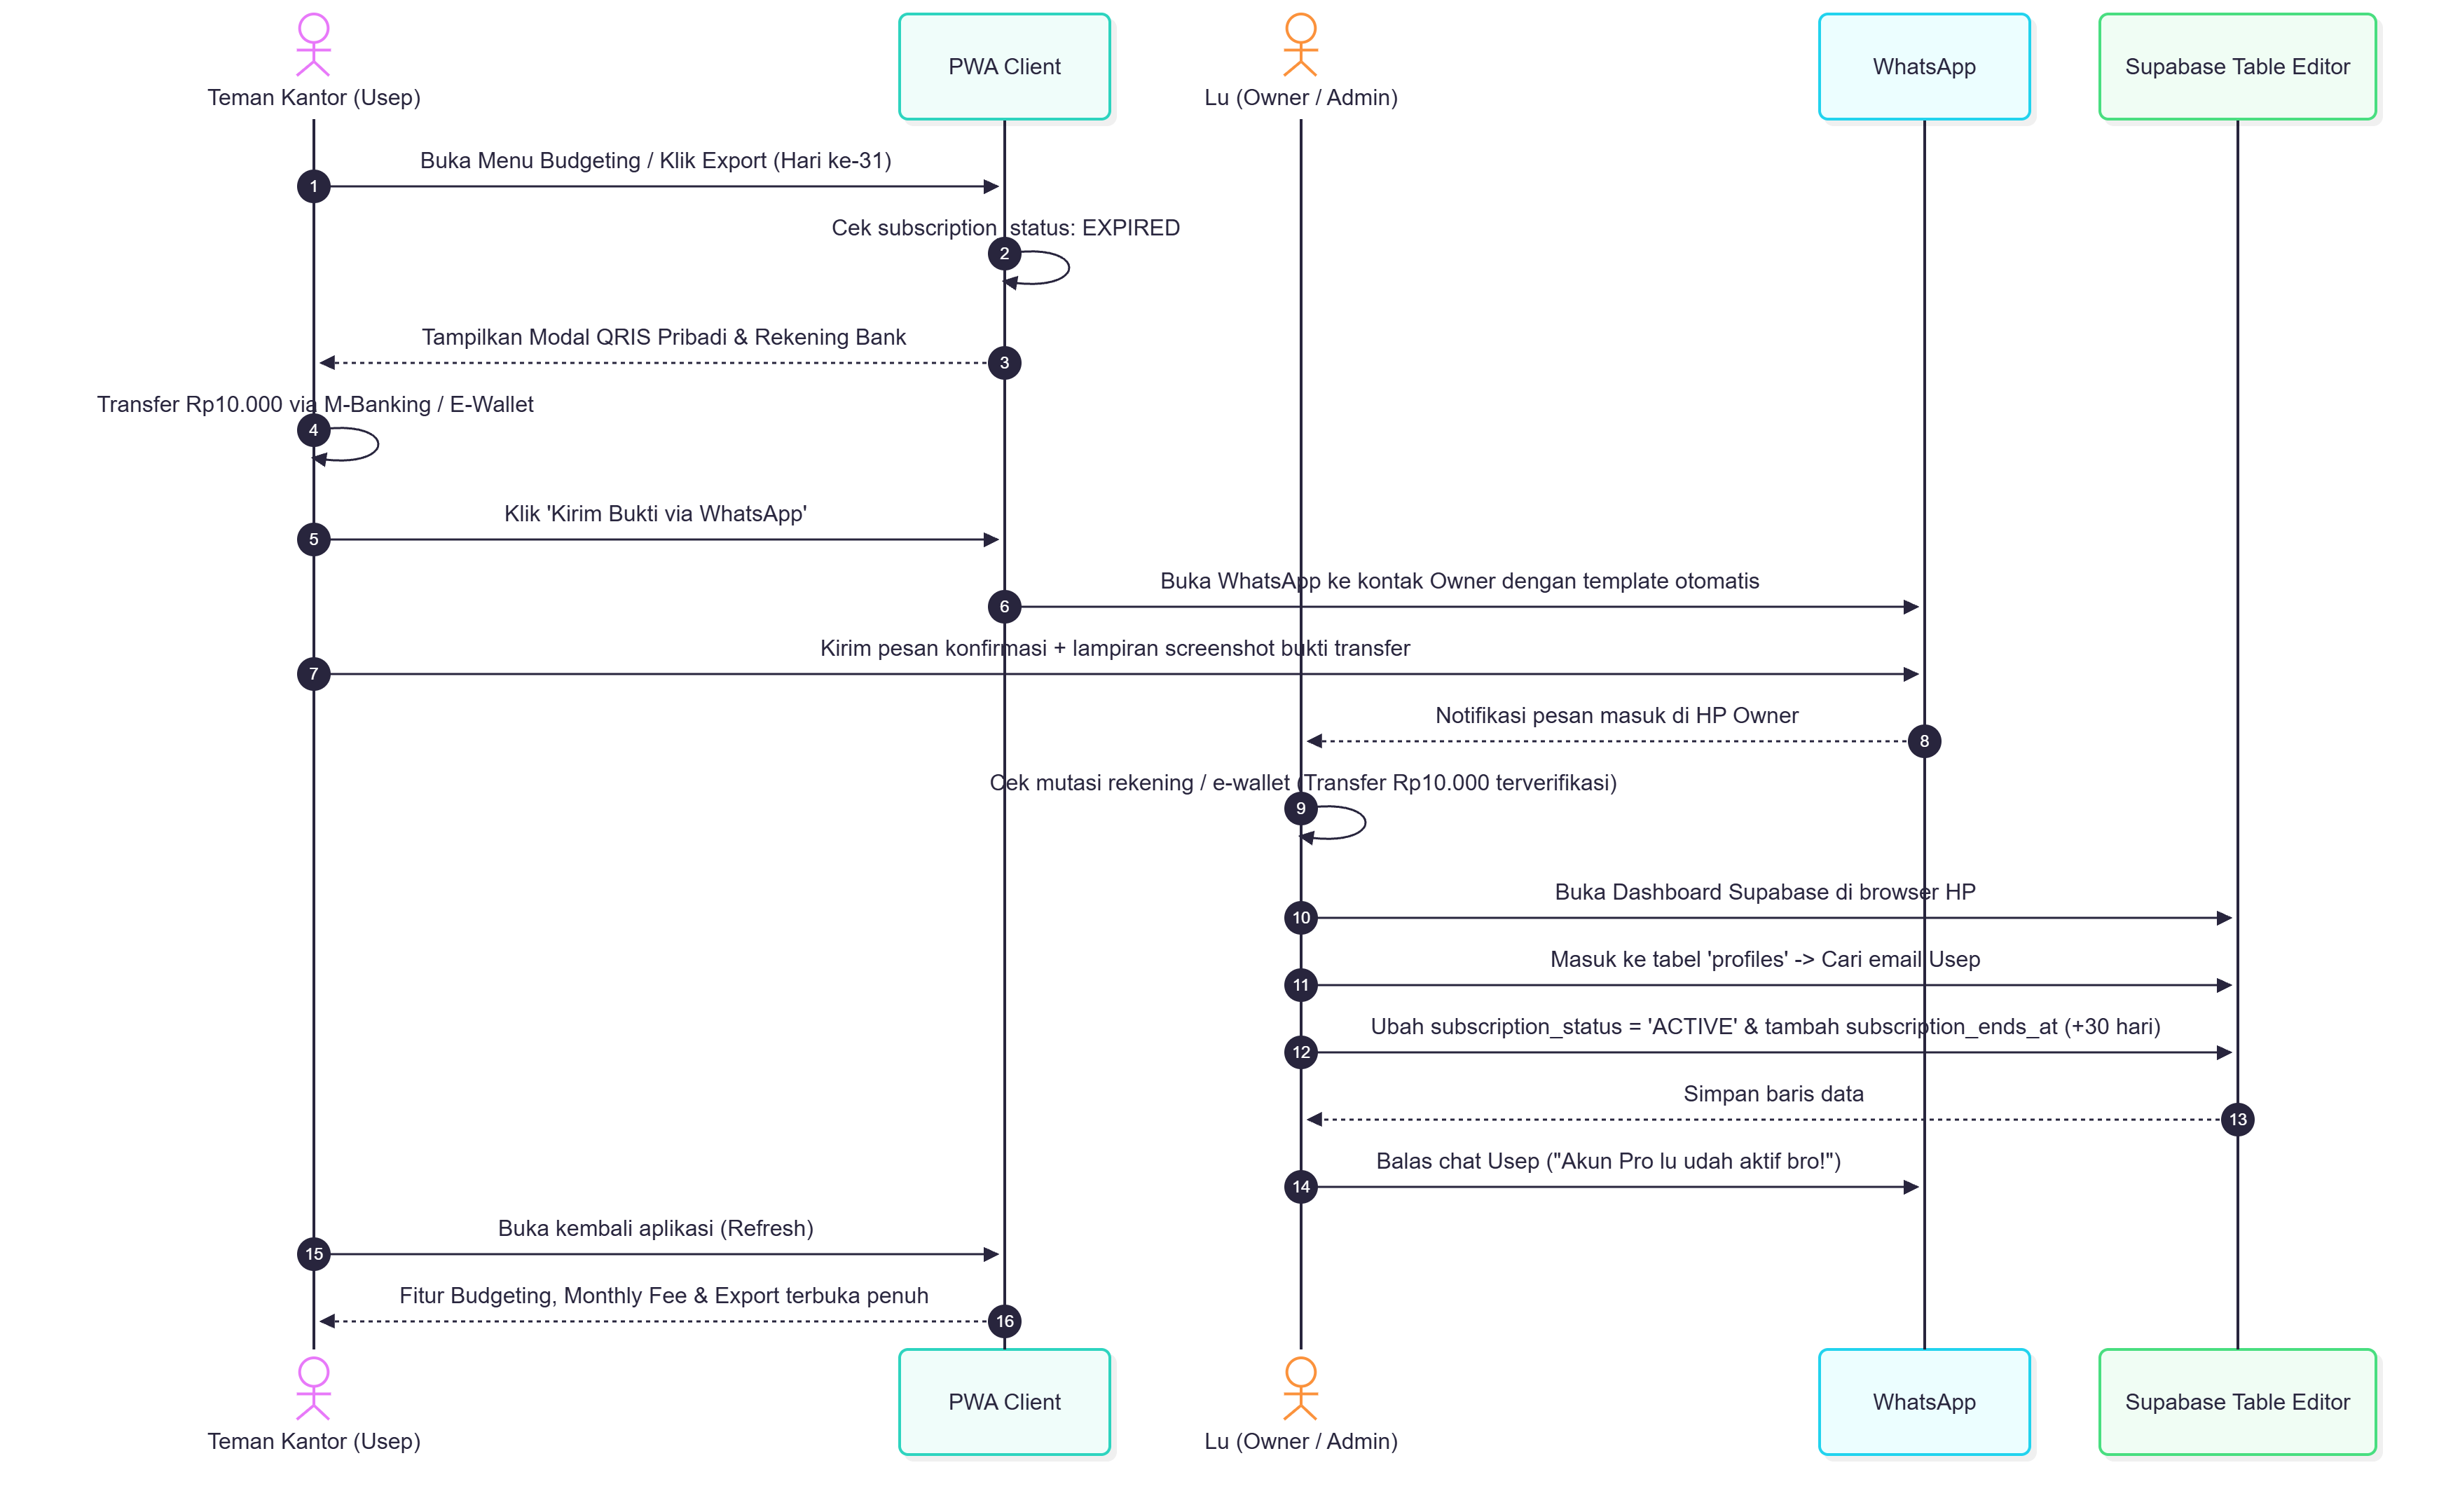 Teman Kantor (Usep)
PWA Client
Lu (Owner / Admin)
WhatsApp
Supabase Table Editor
Buka Menu Budgeting / Klik Export (Hari ke-31)
1
Cek subscription_status: EXPIRED
2
Tampilkan Modal QRIS Pribadi & Rekening Bank
3
Transfer Rp10.000 via M-Banking / E-Wallet
4
Klik 'Kirim Bukti via WhatsApp'
5
Buka WhatsApp ke kontak Owner dengan template otomatis
6
Kirim pesan konfirmasi + lampiran screenshot bukti transfer
7
Notifikasi pesan masuk di HP Owner
8
Cek mutasi rekening / e-wallet (Transfer Rp10.000 terverifikasi)
9
Buka Dashboard Supabase di browser HP
10
Masuk ke tabel 'profiles' -> Cari email Usep
11
Ubah subscription_status = 'ACTIVE' & tambah subscription_ends_at (+30 hari)
12
Simpan baris data
13
Balas chat Usep ("Akun Pro lu udah aktif bro!")
14
Buka kembali aplikasi (Refresh)
15
Fitur Budgeting, Monthly Fee & Export terbuka penuh
16
Teman Kantor (Usep)
PWA Client
Lu (Owner / Admin)
WhatsApp
Supabase Table Editor